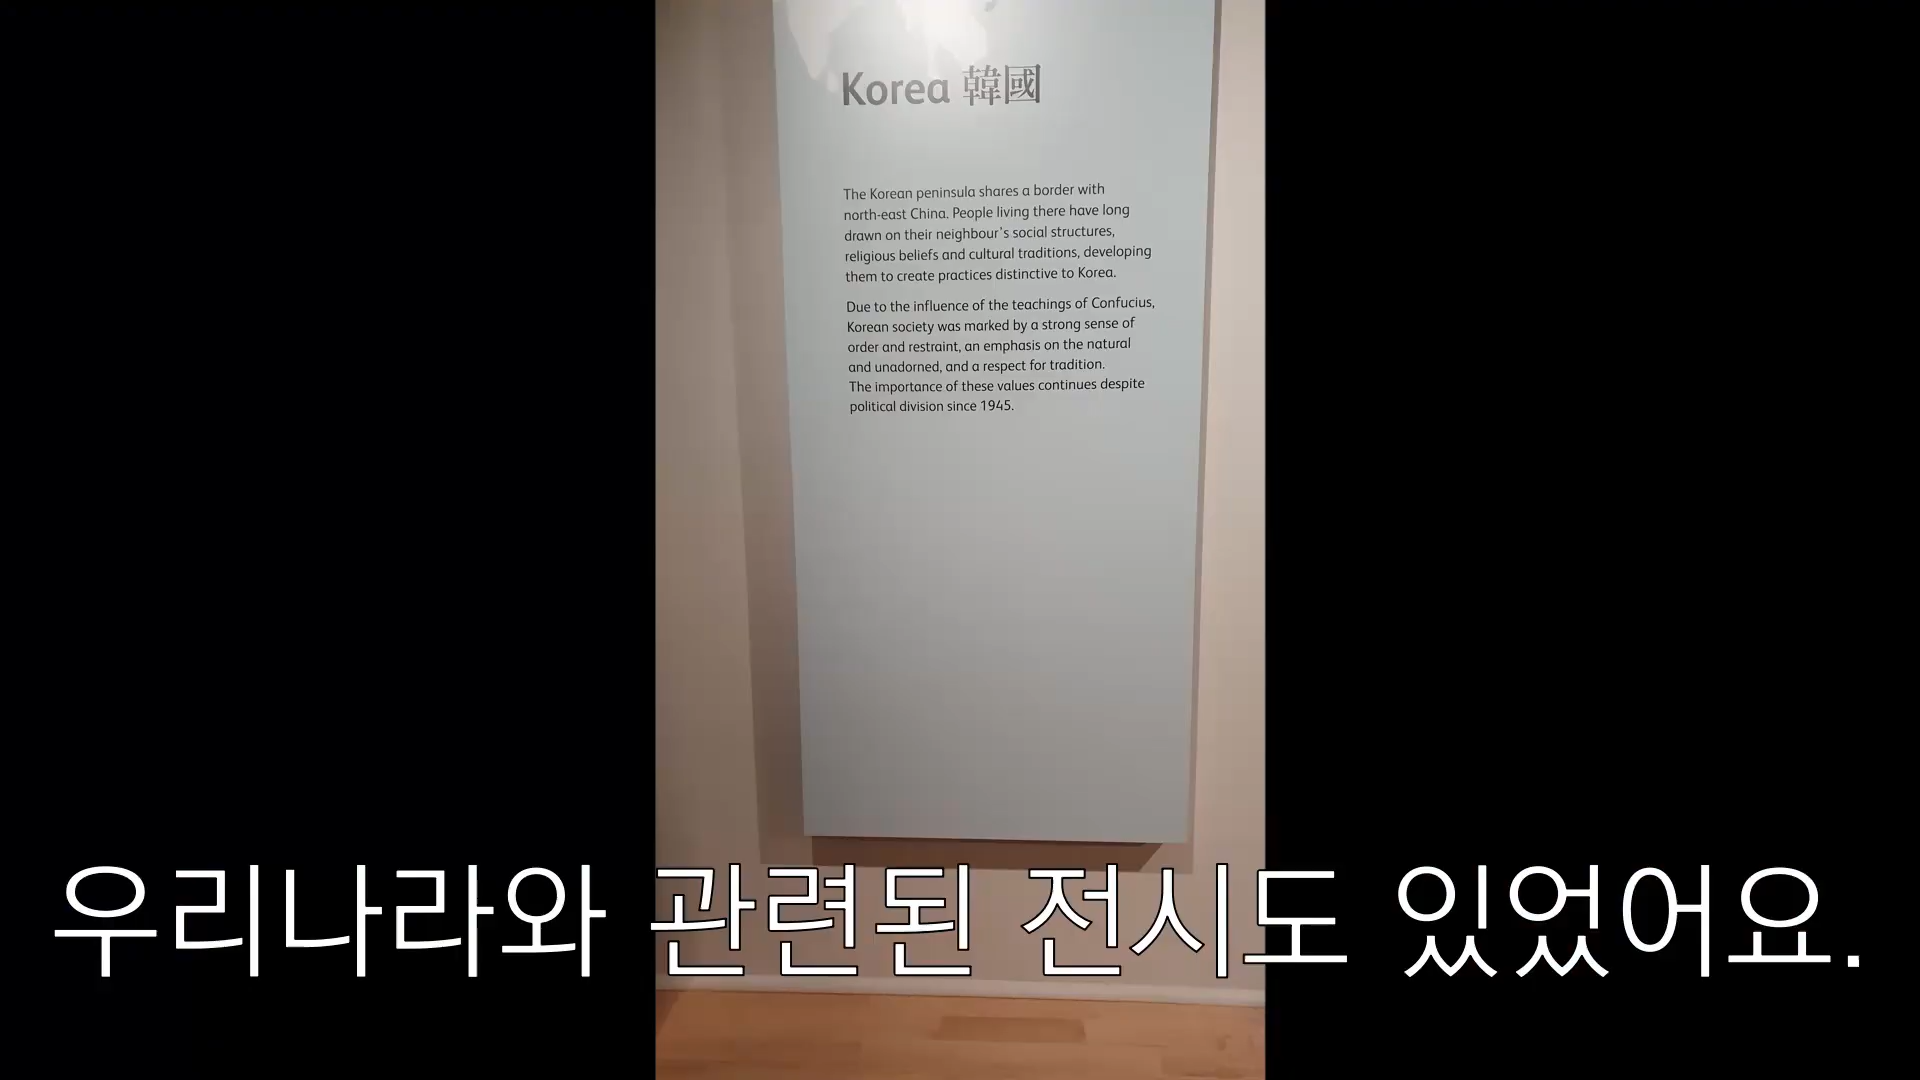 Korea 韓國
The Korean peninsula shares a border with
north-east China. People living there have long
drawn on their neighbour's social structures,
religious beliefs and cultural traditions, developing
them to create practices distinctive to Korea.
Due to the influence of the teachings of Confucius,
Korean society was marked by a strong sense of
order and restraint, an emphasis on the natural
and unadorned, and a respect for tradition.
The importance of these values continues despite
political division since 1945.
우리나라와 관련된 전시도 있었어요.